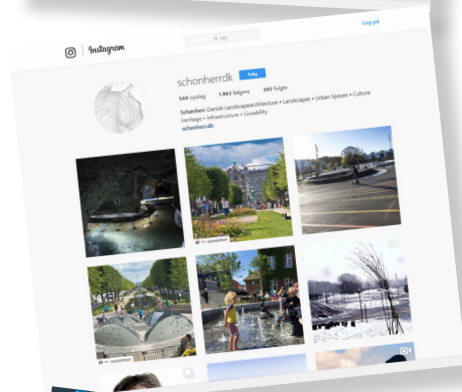 Instagram
Søg
Log på
schonherrdk Følg
544 opslag 1.863 følgere 265 følger
Schønherr Danish Landscapearchitecture • Landscapes • Urban Spaces • Culture
Heritage • Infrastructure • Liveability
schonherr.dk